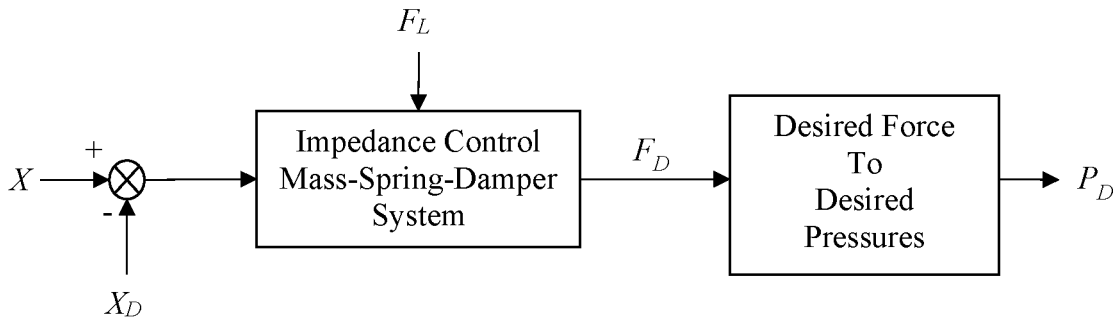 F_L
Impedance Control
Mass-Spring-Damper
System
F_D
Desired Force
To
Desired
Pressures
+
X
-
X_D
P_D